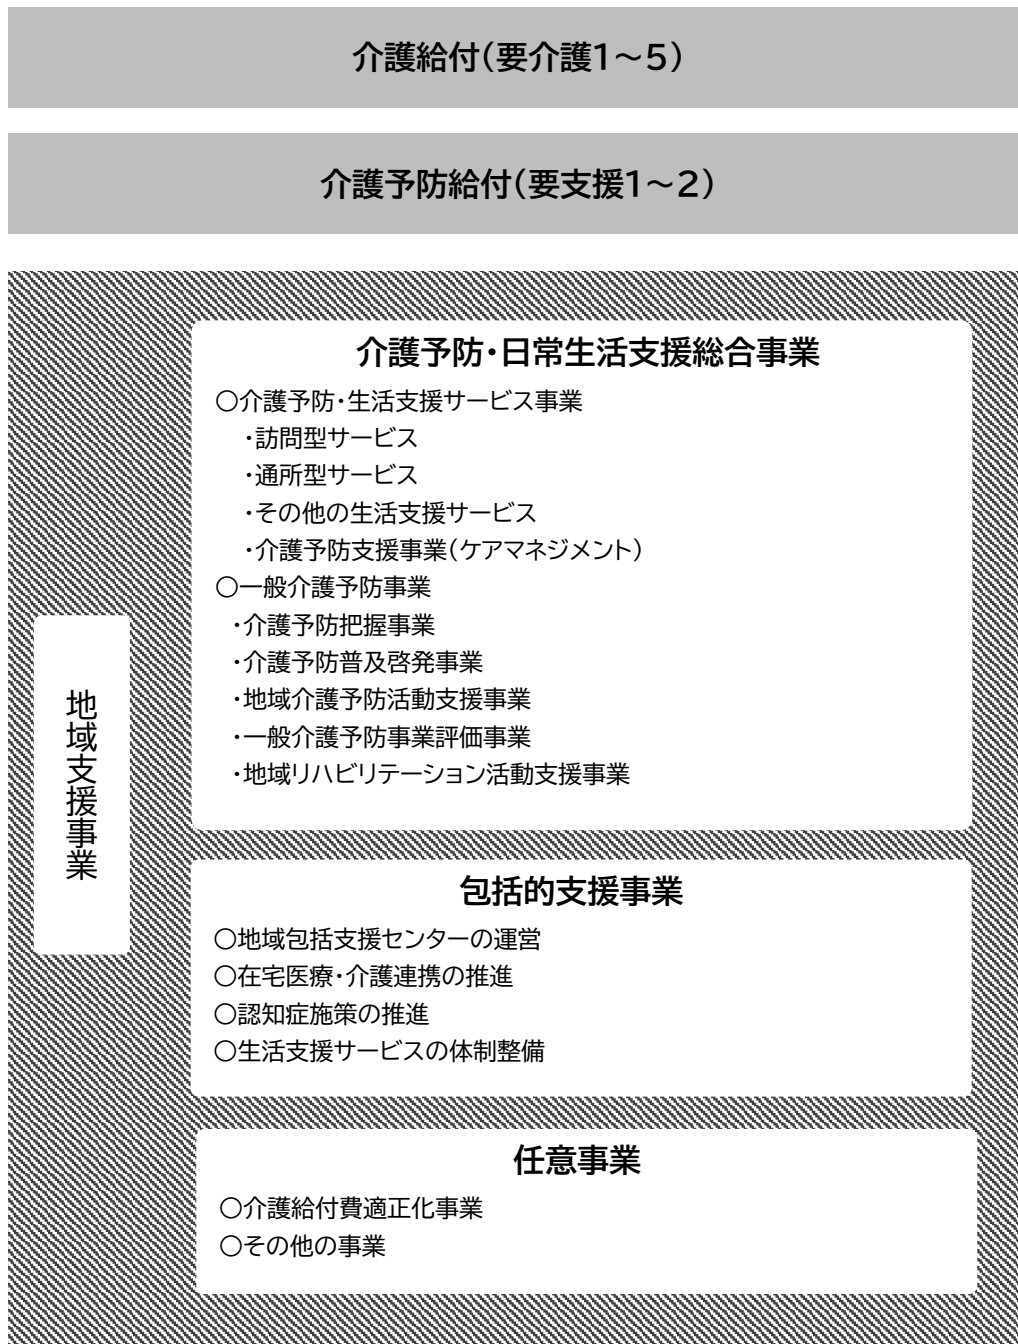 介護給付(要介護1～5)
介護予防給付(要支援1～2)
地域支援事業
介護予防・日常生活支援総合事業
○介護予防・生活支援サービス事業
・訪問型サービス
・通所型サービス
・その他の生活支援サービス
・介護予防支援事業(ケアマネジメント)
○一般介護予防事業
・介護予防把握事業
・介護予防普及啓発事業
・地域介護予防活動支援事業
・一般介護予防事業評価事業
・地域リハビリテーション活動支援事業
包括的支援事業
○地域包括支援センターの運営
○在宅医療・介護連携の推進
○認知症施策の推進
○生活支援サービスの体制整備
任意事業
○介護給付費適正化事業
○その他の事業